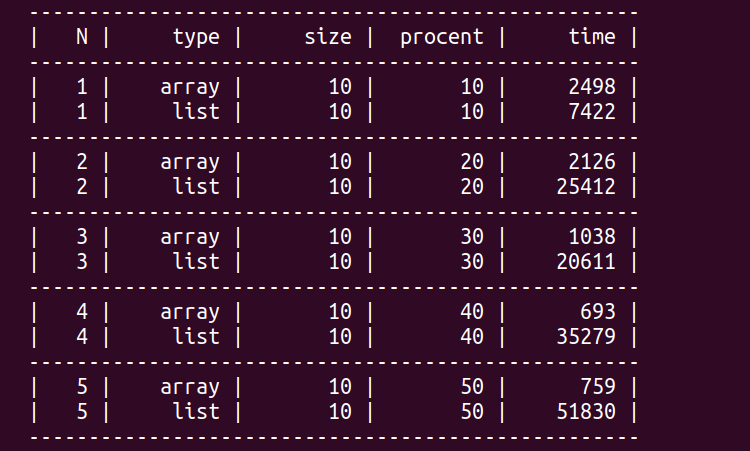 ---------------------------------------------------
|   N |     type |     size |  procent |      time |
---------------------------------------------------
|   1 |    array |       10 |       10 |      2498 |
|   1 |     list |       10 |       10 |      7422 |
---------------------------------------------------
|   2 |    array |       10 |       20 |      2126 |
|   2 |     list |       10 |       20 |     25412 |
---------------------------------------------------
|   3 |    array |       10 |       30 |      1038 |
|   3 |     list |       10 |       30 |     20611 |
---------------------------------------------------
|   4 |    array |       10 |       40 |       693 |
|   4 |     list |       10 |       40 |     35279 |
---------------------------------------------------
|   5 |    array |       10 |       50 |       759 |
|   5 |     list |       10 |       50 |     51830 |
---------------------------------------------------